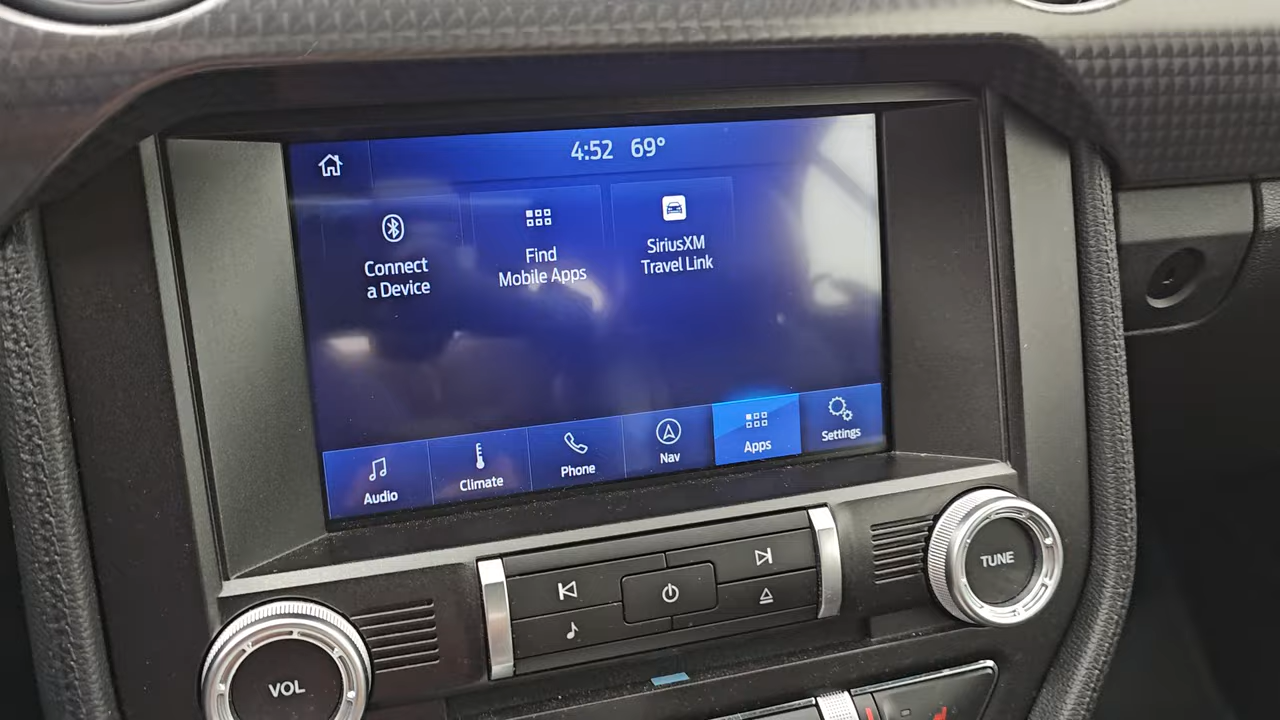 4:52 69°
Connect
a Device
Find
Mobile Apps
SiriusXM
Travel Link
Audio
Climate
Phone
Nav
Apps
Settings
VOL
TUNE